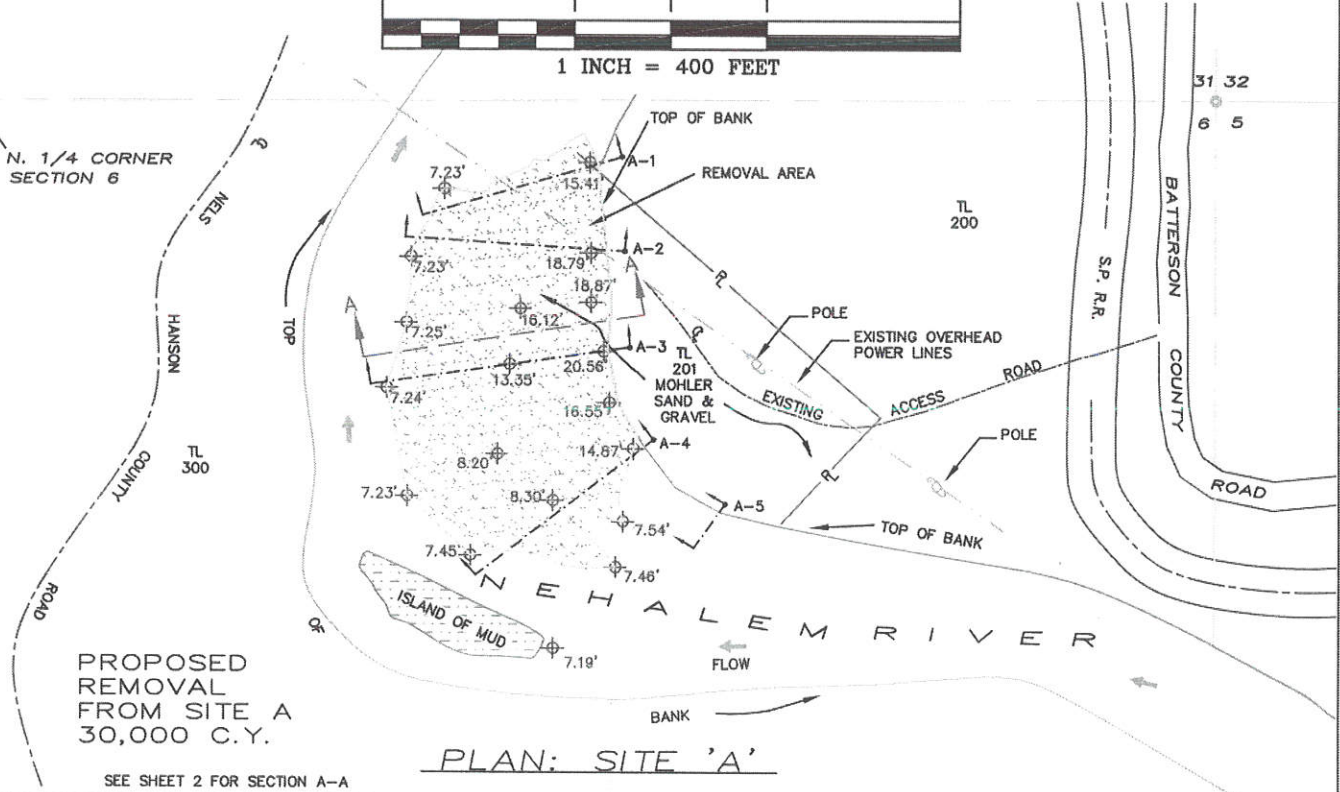 1 INCH = 400 FEET
31 32
6 5
N. 1/4 CORNER
SECTION 6
NELS
HANSON
COUNTY
ROAD
TL
300
TOP
OF
BANK
TOP OF BANK
REMOVAL AREA
A-1
A-2
A-3
A-4
A-5
A
A
7.23'
15.41'
7.23'
18.79'
18.87'
7.25'
16.12'
20.56'
13.35'
7.24'
16.55'
14.87'
8.20'
7.23'
8.30'
7.54'
7.45'
7.46'
7.19'
TL
200
TL
201
MOHLER
SAND &
GRAVEL
POLE
EXISTING OVERHEAD
POWER LINES
EXISTING
ACCESS
ROAD
POLE
TOP OF BANK
S.P. R.R.
BATTERSON
COUNTY
ROAD
ISLAND OF MUD
NEHALEM RIVER
FLOW
PROPOSED
REMOVAL
FROM SITE A
30,000 C.Y.
SEE SHEET 2 FOR SECTION A-A
PLAN: SITE 'A'